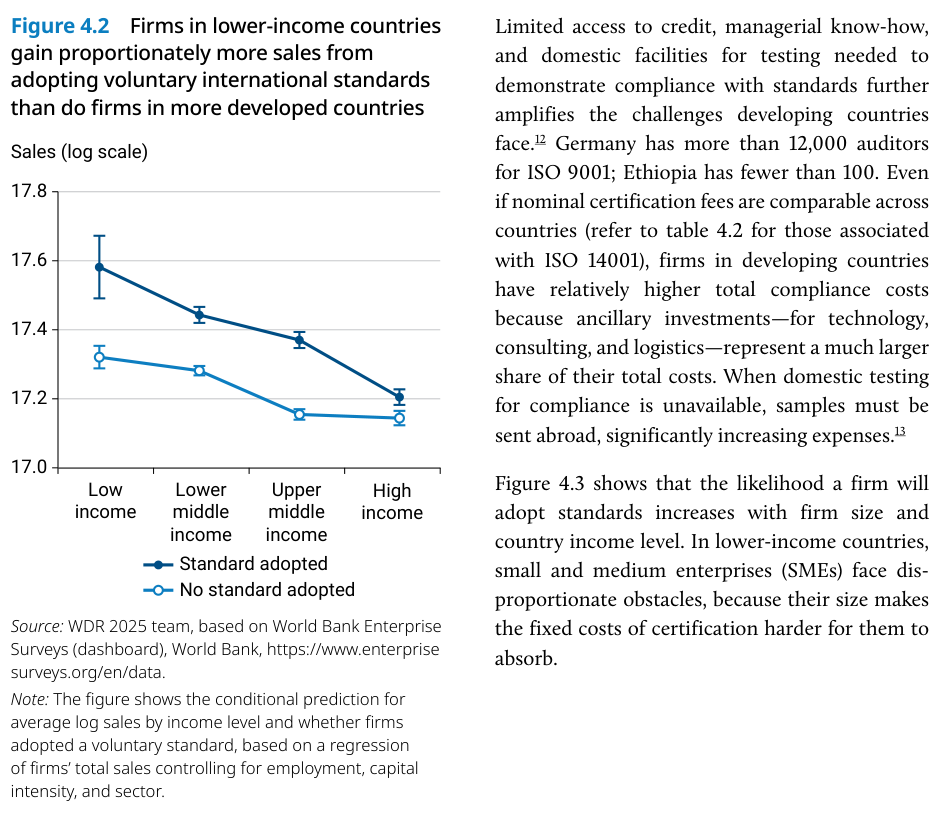 Figure 4.2 Firms in lower-income countries
gain proportionately more sales from
adopting voluntary international standards
than do firms in more developed countries
Sales (log scale)
17.8
17.6
17.4
17.2
17.0
Low
income
Lower
middle
income
Upper
middle
income
High
income
Standard adopted
No standard adopted
Source: WDR 2025 team, based on World Bank Enterprise
Surveys (dashboard), World Bank, https://www.enterprise
surveys.org/en/data.
Note: The figure shows the conditional prediction for
average log sales by income level and whether firms
adopted a voluntary standard, based on a regression
of firms’ total sales controlling for employment, capital
intensity, and sector.
Limited access to credit, managerial know-how,
and domestic facilities for testing needed to
demonstrate compliance with standards further
amplifies the challenges developing countries
face.12 Germany has more than 12,000 auditors
for ISO 9001; Ethiopia has fewer than 100. Even
if nominal certification fees are comparable across
countries (refer to table 4.2 for those associated
with ISO 14001), firms in developing countries
have relatively higher total compliance costs
because ancillary investments—for technology,
consulting, and logistics—represent a much larger
share of their total costs. When domestic testing
for compliance is unavailable, samples must be
sent abroad, significantly increasing expenses.13
Figure 4.3 shows that the likelihood a firm will
adopt standards increases with firm size and
country income level. In lower-income countries,
small and medium enterprises (SMEs) face dis-
proportionate obstacles, because their size makes
the fixed costs of certification harder for them to
absorb.